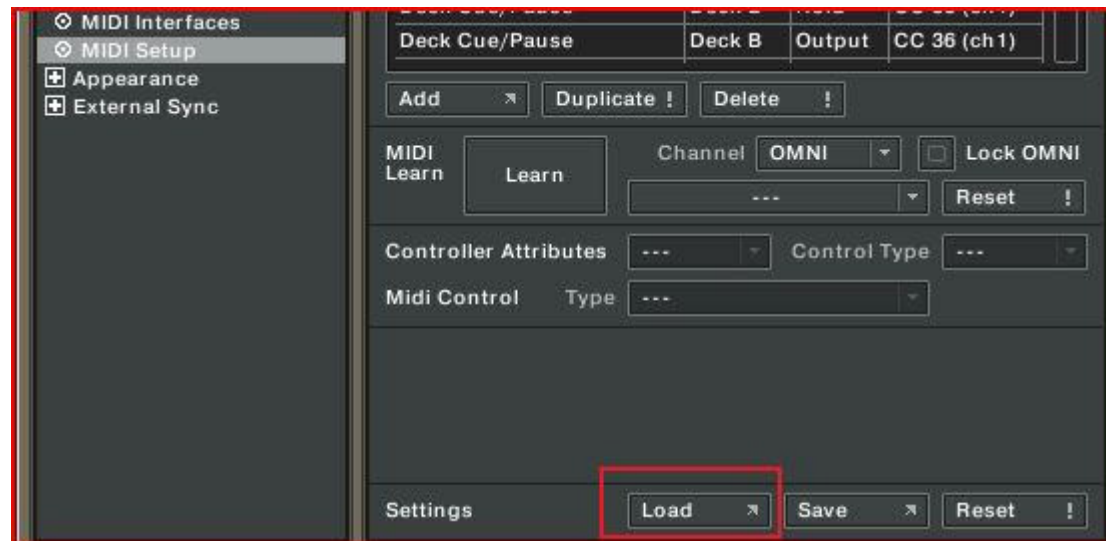 MIDI Interfaces
MIDI Setup
Appearance
External Sync
Deck Cue/Pause Deck B Output CC 36 (ch1)
Add Duplicate ! Delete !
MIDI Learn Learn Channel OMNI Lock OMNI
--- Reset !
Controller Attributes --- Control Type ---
Midi Control Type ---
Settings Load Save Reset !